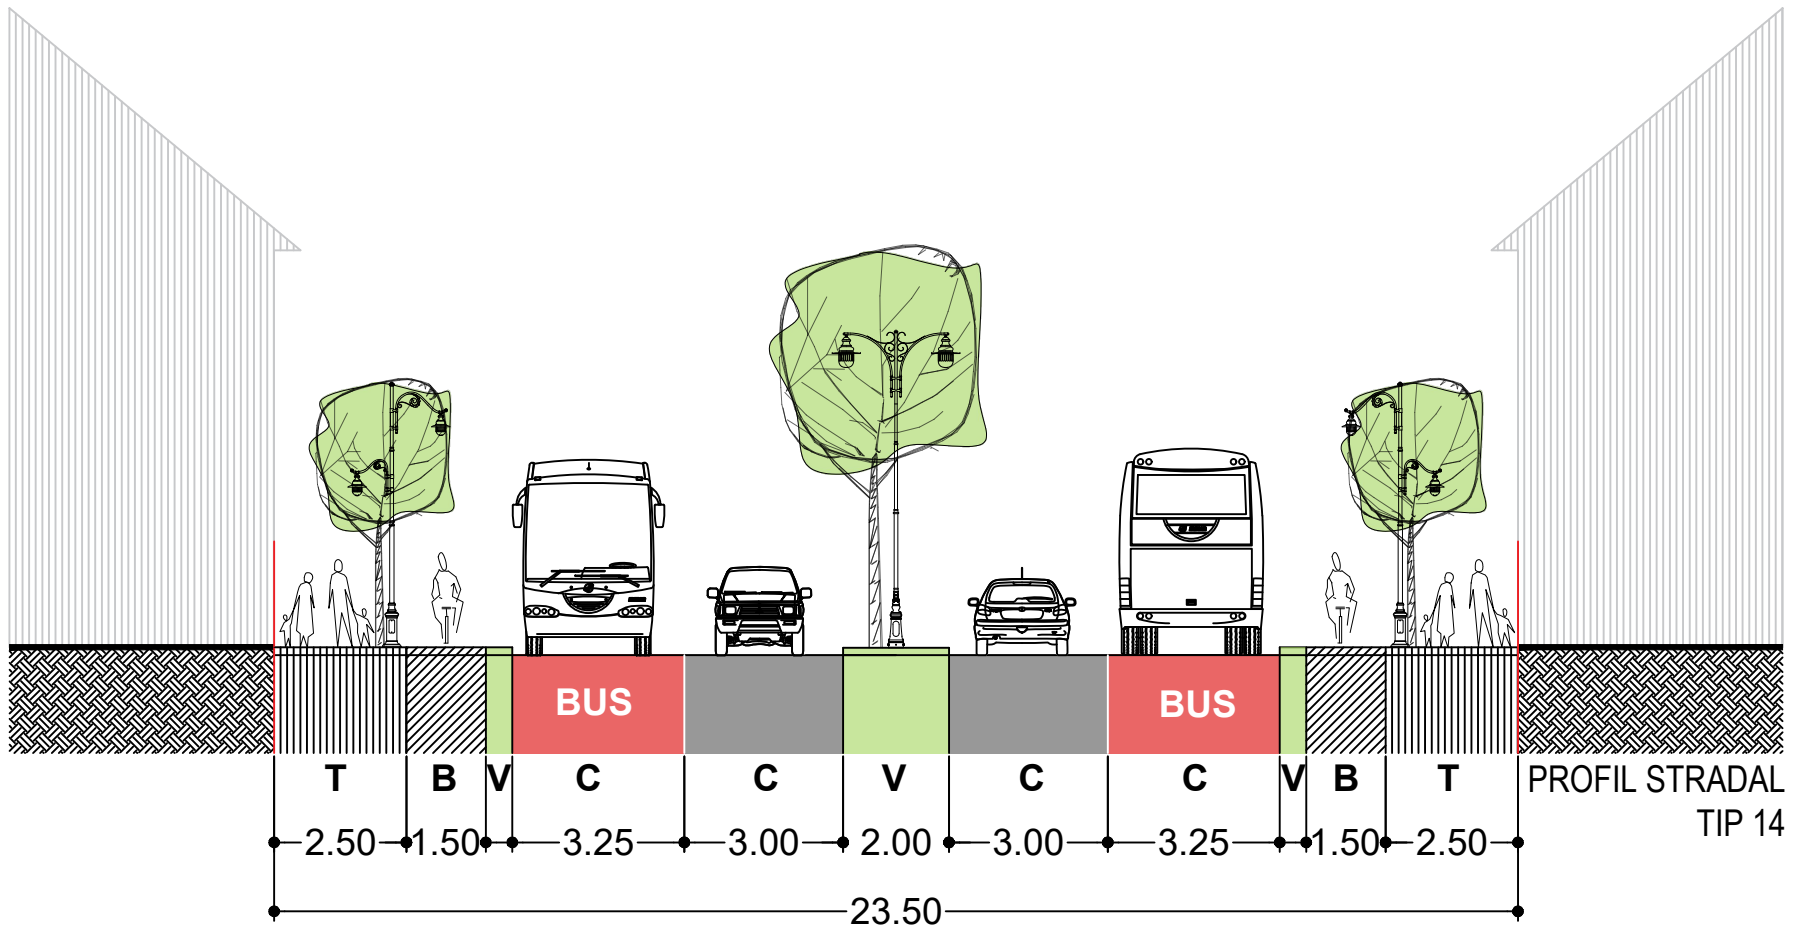 BUS BUS
T B V C C V C C V B T
PROFIL STRADAL
TIP 14
2.50 1.50 3.25 3.00 2.00 3.00 3.25 1.50 2.50
23.50